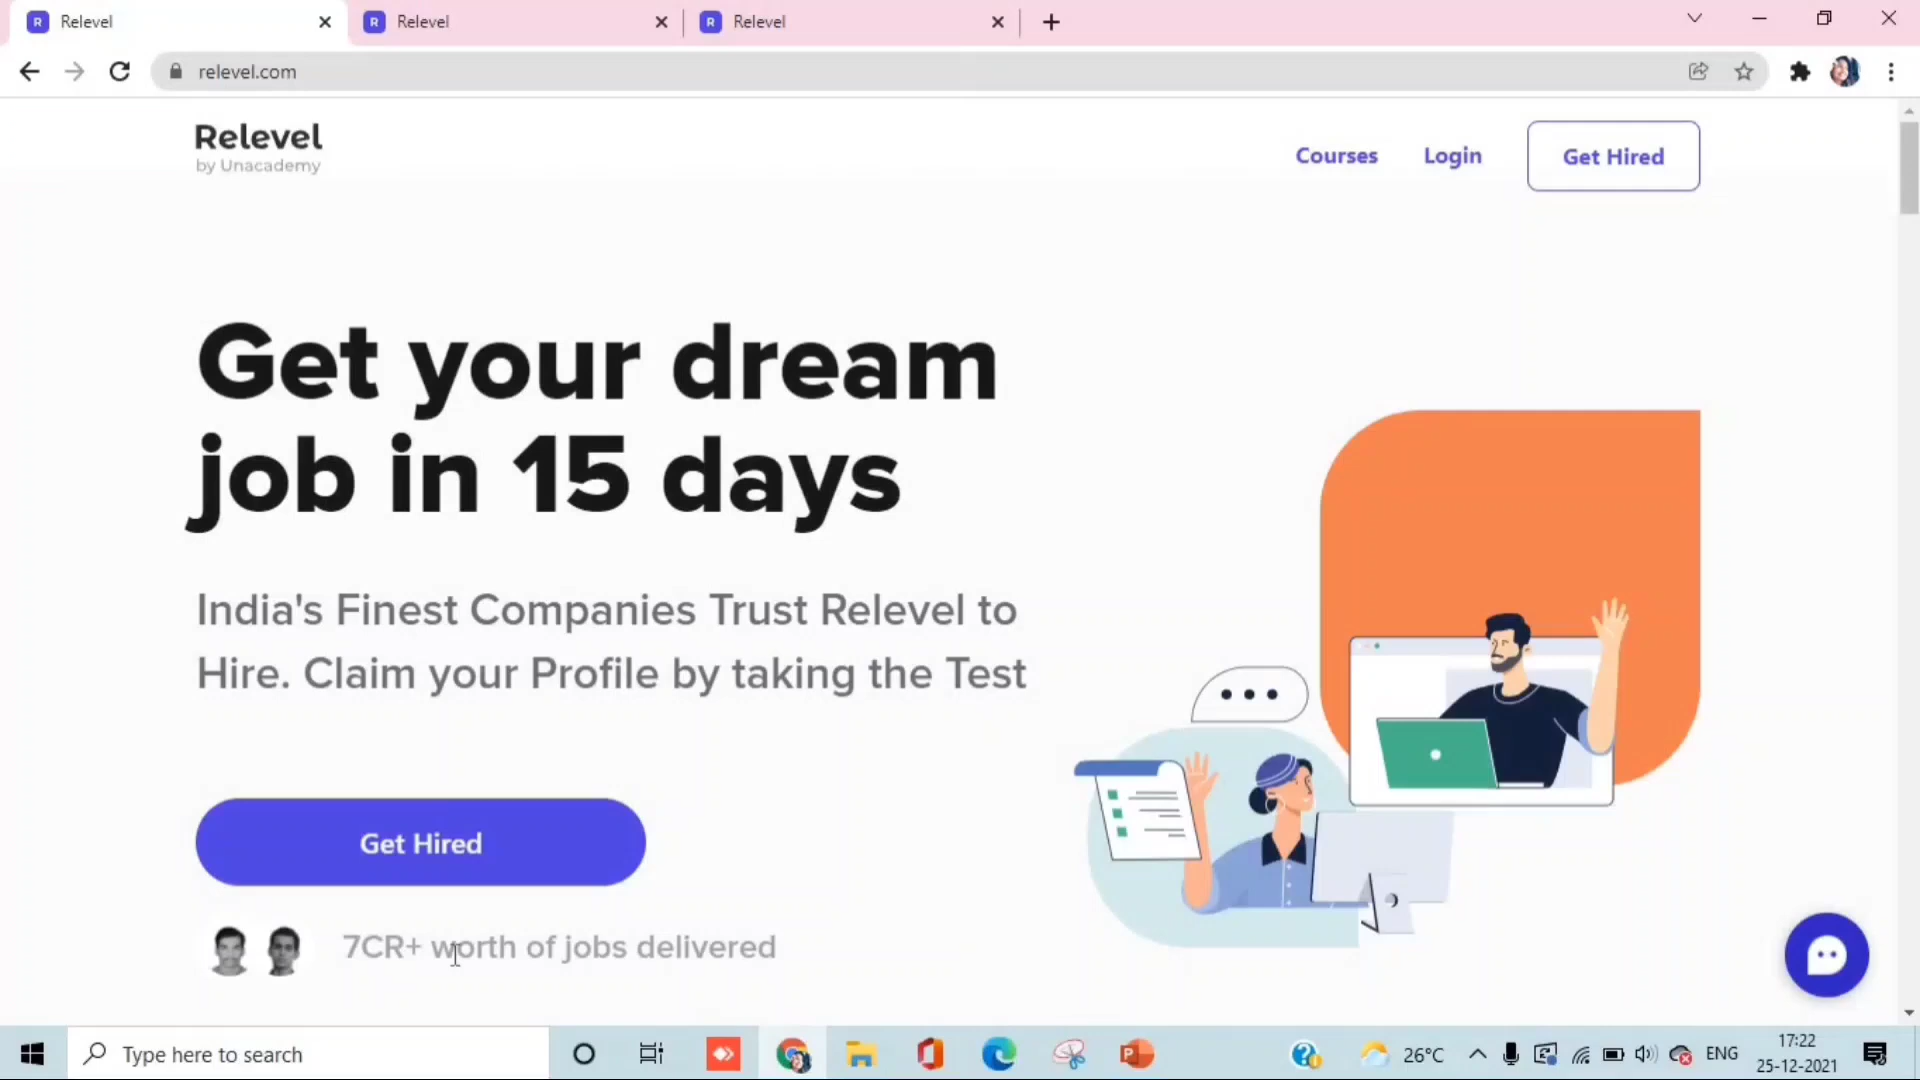 Relevel
Relevel
Relevel
relevel.com
Relevel
by Unacademy
Courses
Login
Get Hired
Get your dream
job in 15 days
India's Finest Companies Trust Relevel to
Hire. Claim your Profile by taking the Test
Get Hired
7CR+ worth of jobs delivered
Type here to search
26°C
ENG
17:22
25-12-2021